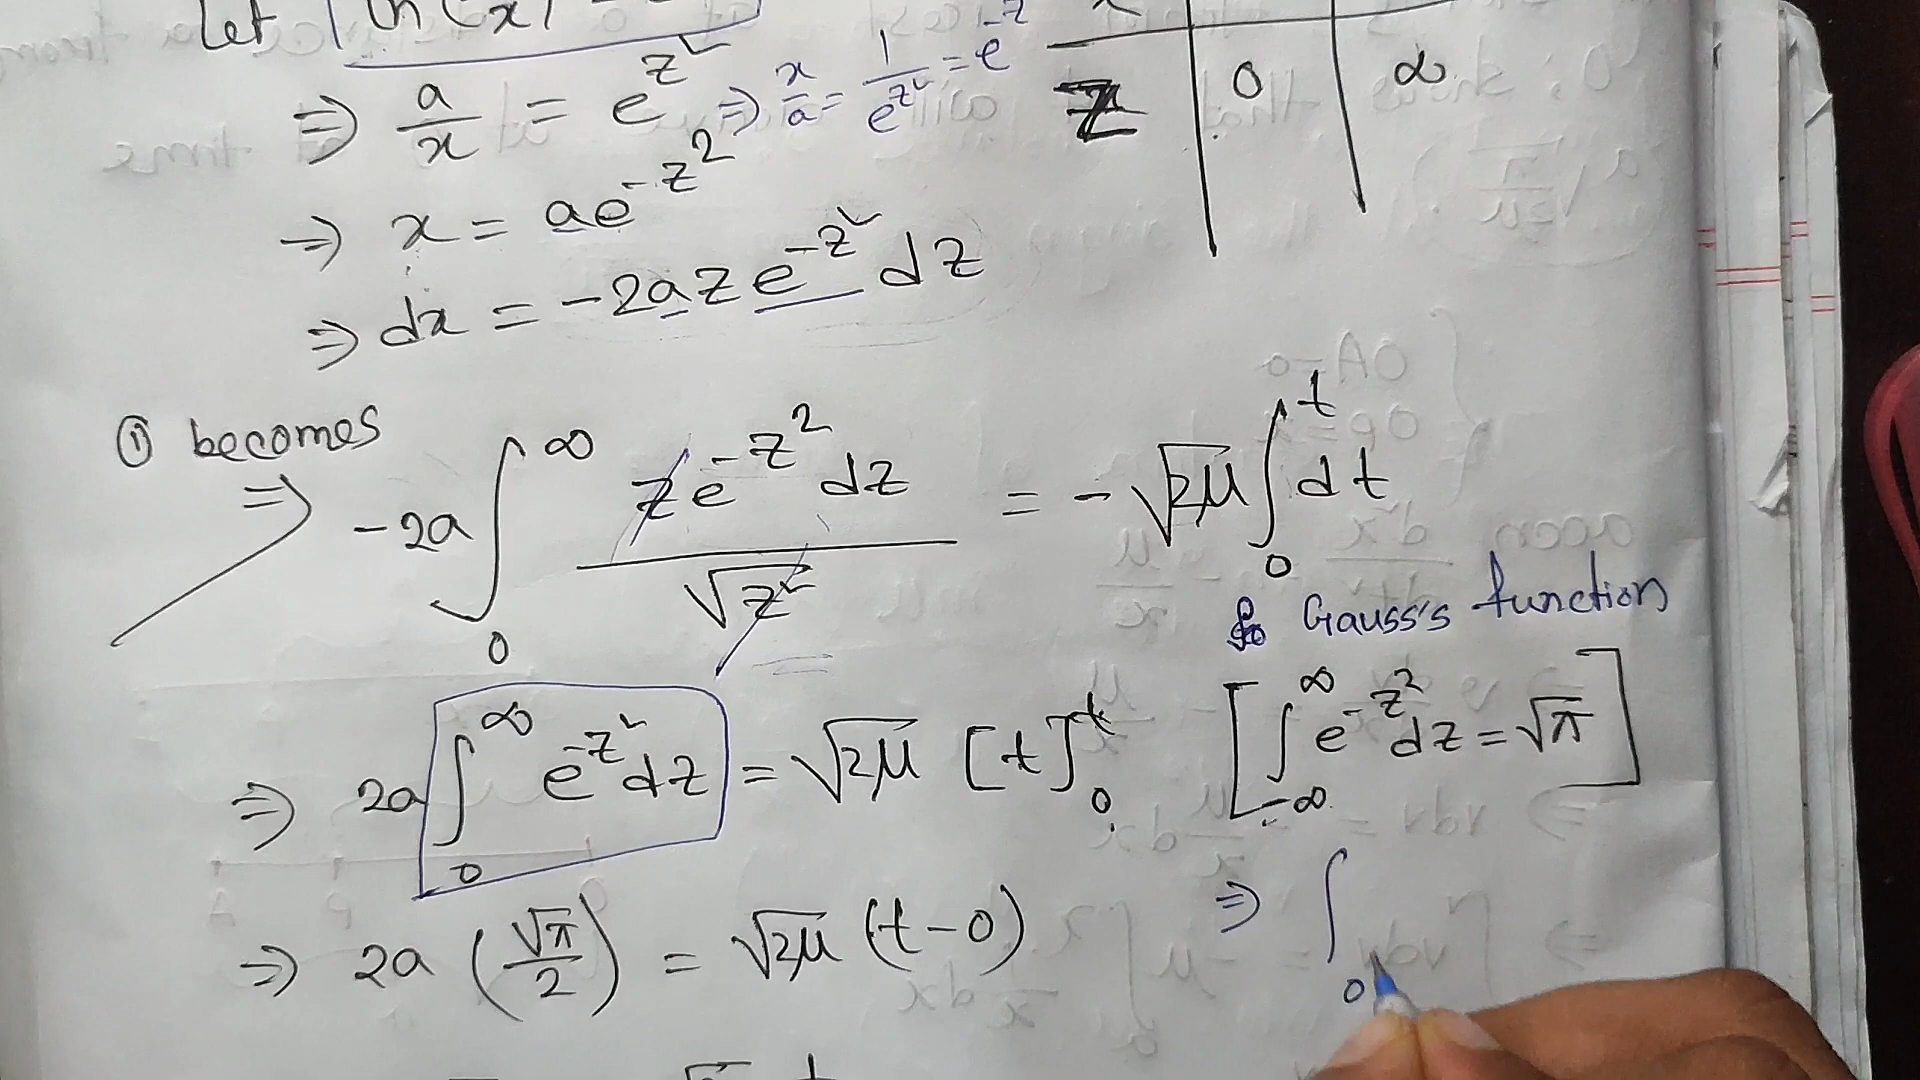 Let ln(a/x) =
x
⇒ a/x = e^z² ⇒ x/a = 1/e^z² = e^-z
z 0 ∞
⇒ x = ae^-z²
⇒ dx = -2aze^-z² dz
① becomes
⇒ -2a ∫₀^∞ ze^-z² dz / √z² = -√2μ ∫₀^t dt
Gauss's function
⇒ 2a ∫₀^∞ e^-z² dz = √2μ [t]₀^t [∫_-∞^∞ e^-z² dz = √π]
⇒ 2a (√π/2) = √2μ (t-0) ⇒ ∫₀